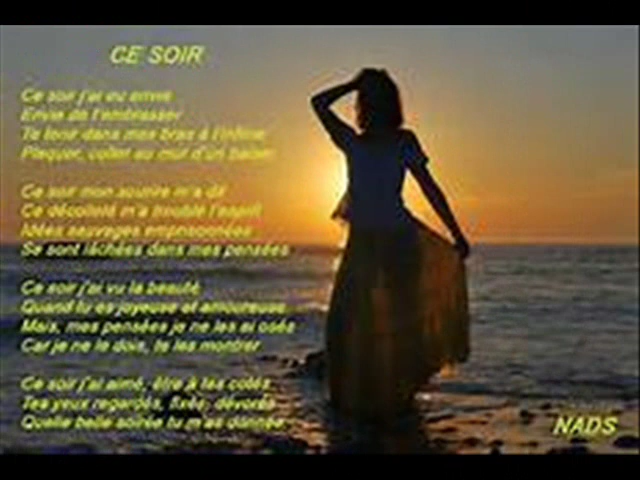 CE SOIR
Ce soir j'ai eu envie
Envie de t'embrasser
Te tenir dans mes bras à l'infinie
Plaquer, coller au mur d'un baiser
Ce soir mon sourire m'a dit
Ce décolleté m'a troublé l'esprit
Idées sauvages emprisonnées
Se sont lâchées dans mes pensées
Ce soir j'ai vu la beauté
Quand tu es joyeuse et amoureuse
Mais, mes pensées je ne les ai osés
Car je ne le dois, te les montrer
Ce soir j'ai aimé, être à tes cotés
Tes yeux regardés, fixés, dévorés
Quelle belle soirée tu m'as donnée
NADS